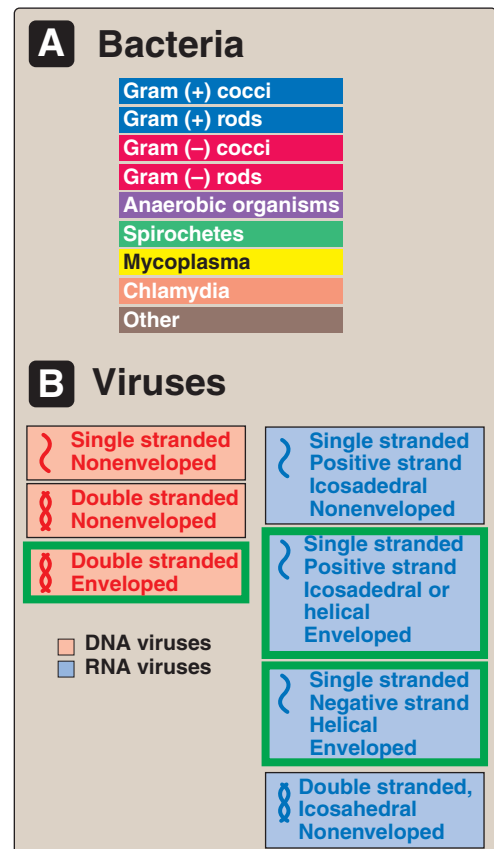 A Bacteria
Gram (+) cocci
Gram (+) rods
Gram (–) cocci
Gram (–) rods
Anaerobic organisms
Spirochetes
Mycoplasma
Chlamydia
Other
B Viruses
Single stranded
Nonenveloped
Double stranded
Nonenveloped
Double stranded
Enveloped
DNA viruses
RNA viruses
Single stranded
Positive strand
Icosadedral
Nonenveloped
Single stranded
Positive strand
Icosadedral or
helical
Enveloped
Single stranded
Negative strand
Helical
Enveloped
Double stranded,
Icosahedral
Nonenveloped